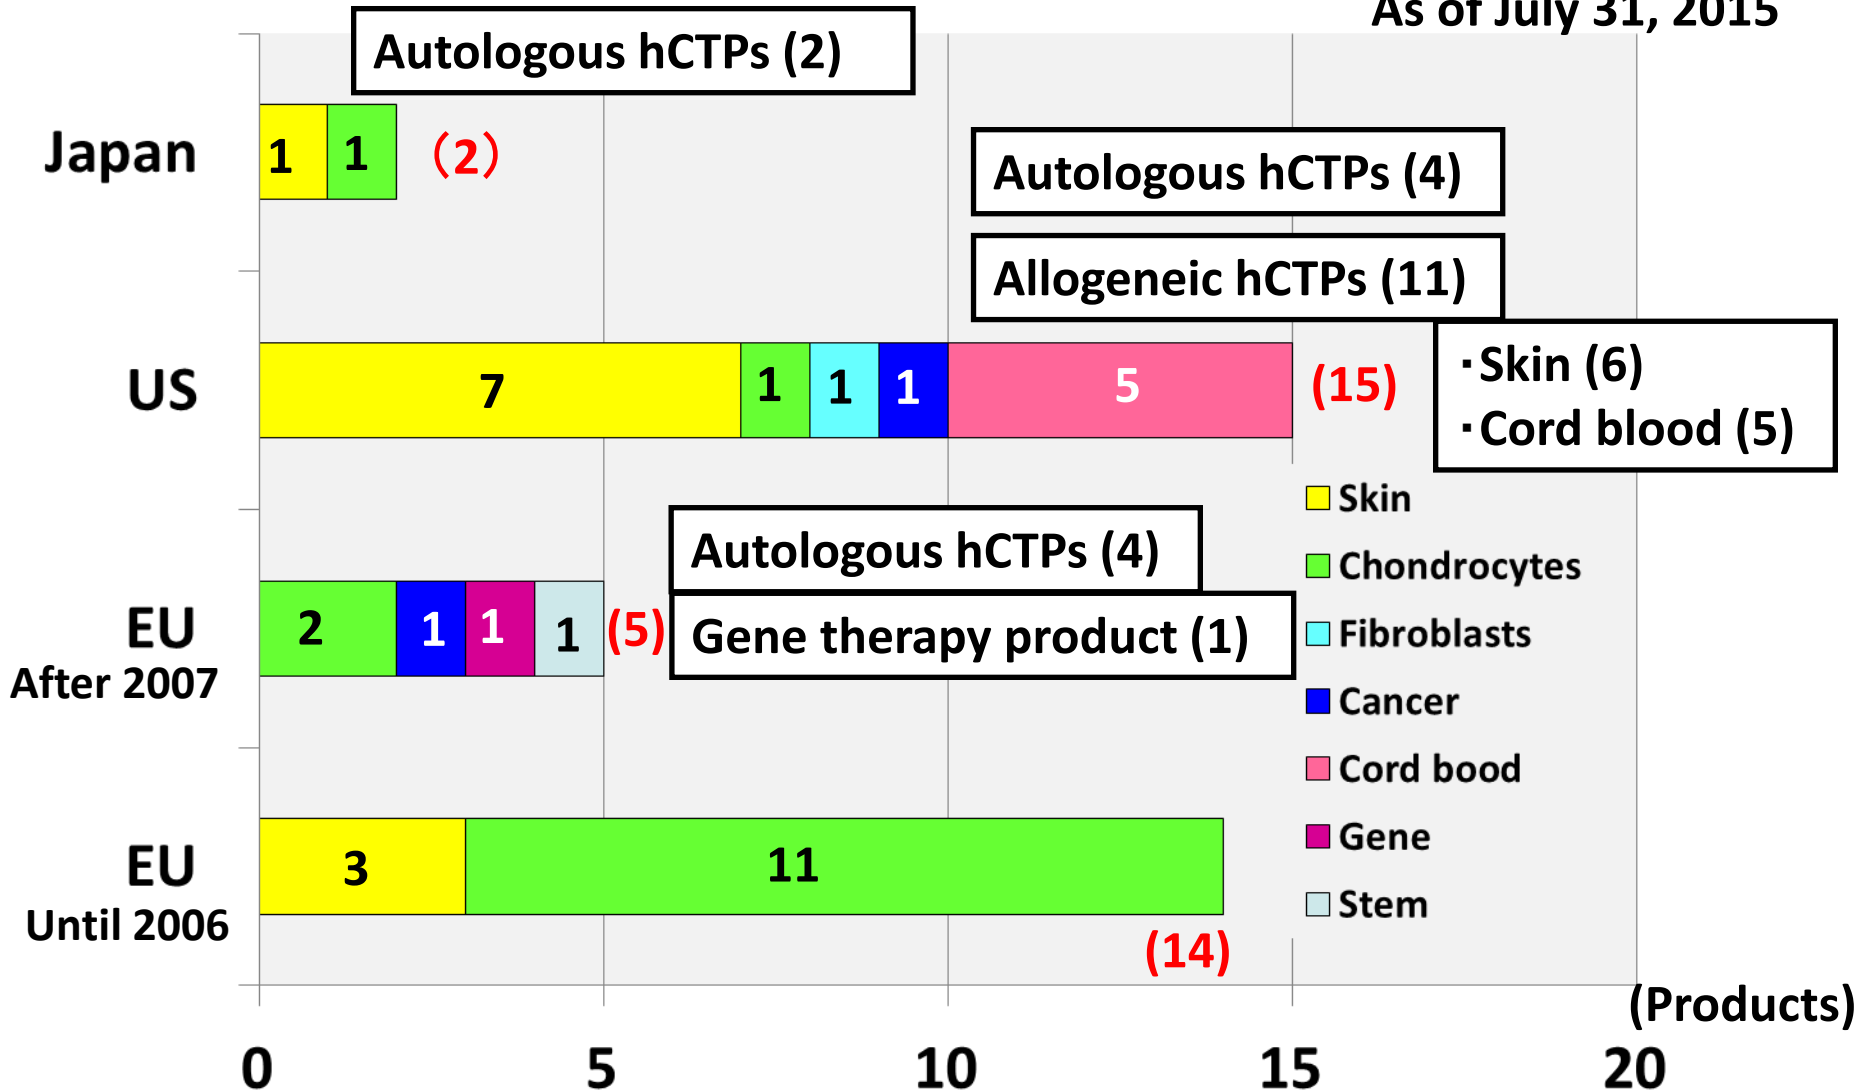 As of July 31, 2015
Autologous hCTPs (2)
Japan
1
1
(2)
Autologous hCTPs (4)
Allogeneic hCTPs (11)
US
7
1
1
1
5
(15)
・Skin (6)
・Cord blood (5)
EU
After 2007
2
1
1
1
(5)
Autologous hCTPs (4)
Gene therapy product (1)
EU
Until 2006
3
11
(14)
Skin
Chondrocytes
Fibroblasts
Cancer
Cord bood
Gene
Stem
(Products)
0 5 10 15 20